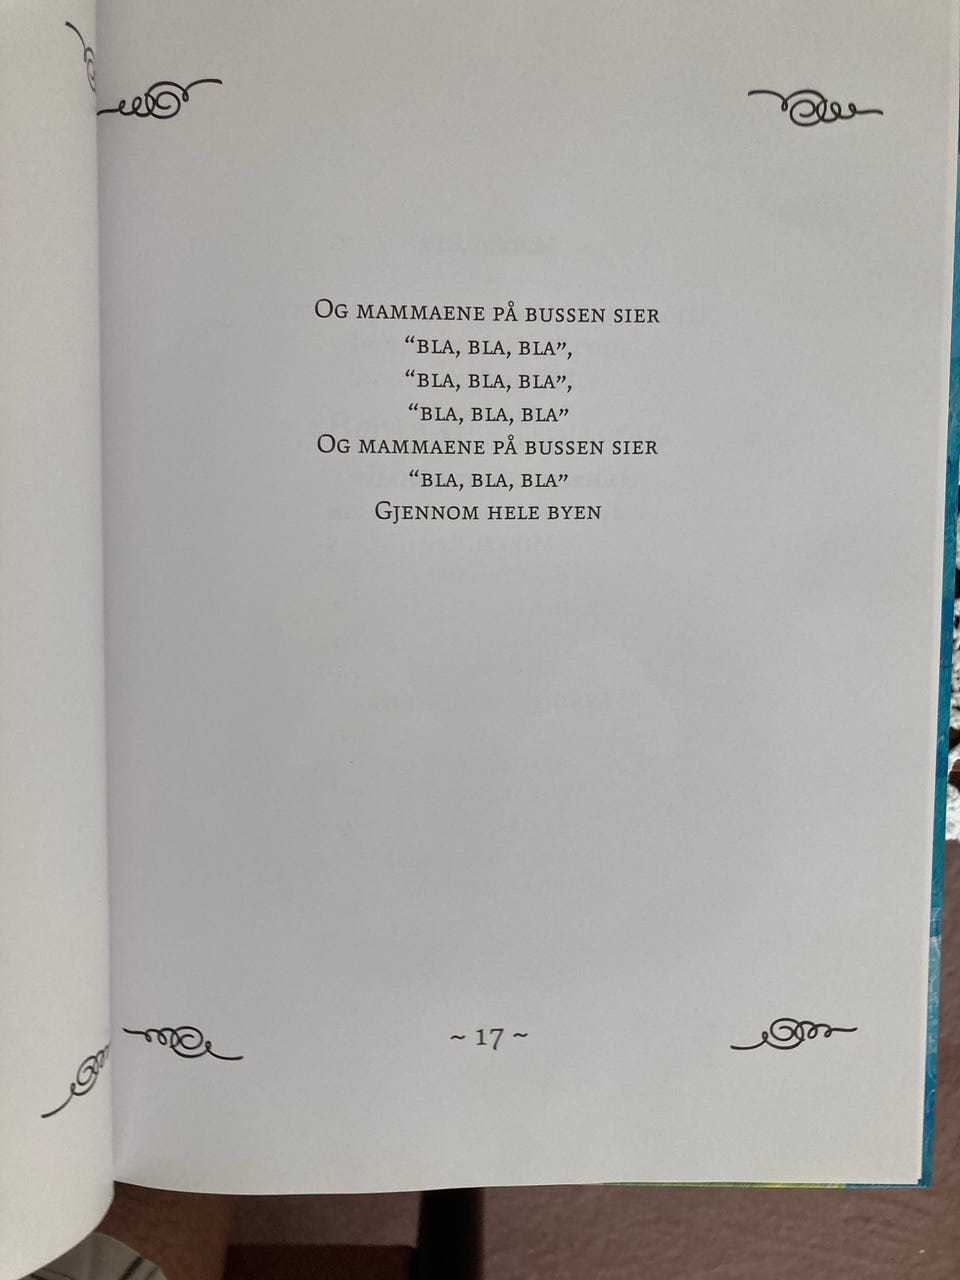 Og mammaene på bussen sier
“bla, bla, bla”,
“bla, bla, bla”,
“bla, bla, bla”
Og mammaene på bussen sier
“bla, bla, bla”
Gjennom hele byen
~ 17 ~